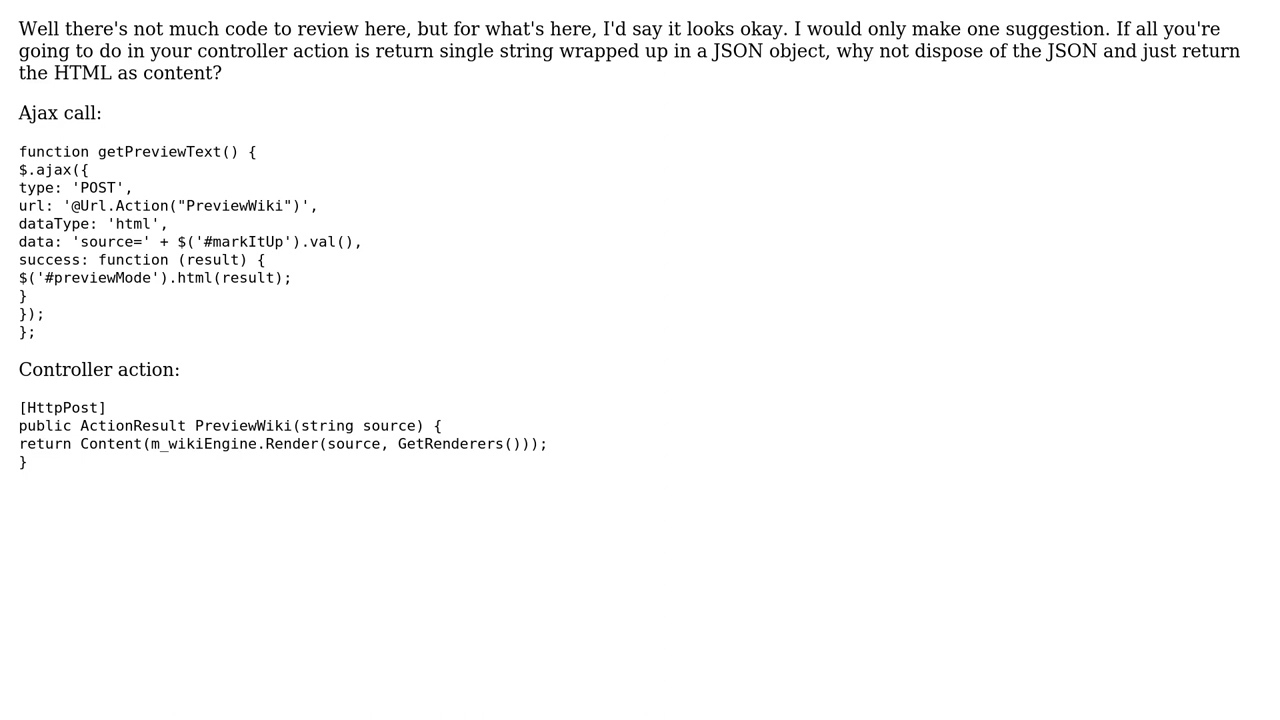 Well there's not much code to review here, but for what's here, I'd say it looks okay. I would only make one suggestion. If all you're
going to do in your controller action is return single string wrapped up in a JSON object, why not dispose of the JSON and just return
the HTML as content?
Ajax call:
function getPreviewText() {
$.ajax({
type: 'POST',
url: '@Url.Action("PreviewWiki")',
dataType: 'html',
data: 'source=' + $('#markItUp').val(),
success: function (result) {
$('#previewMode').html(result);
}
});
};
Controller action:
[HttpPost]
public ActionResult PreviewWiki(string source) {
return Content(m_wikiEngine.Render(source, GetRenderers()));
}